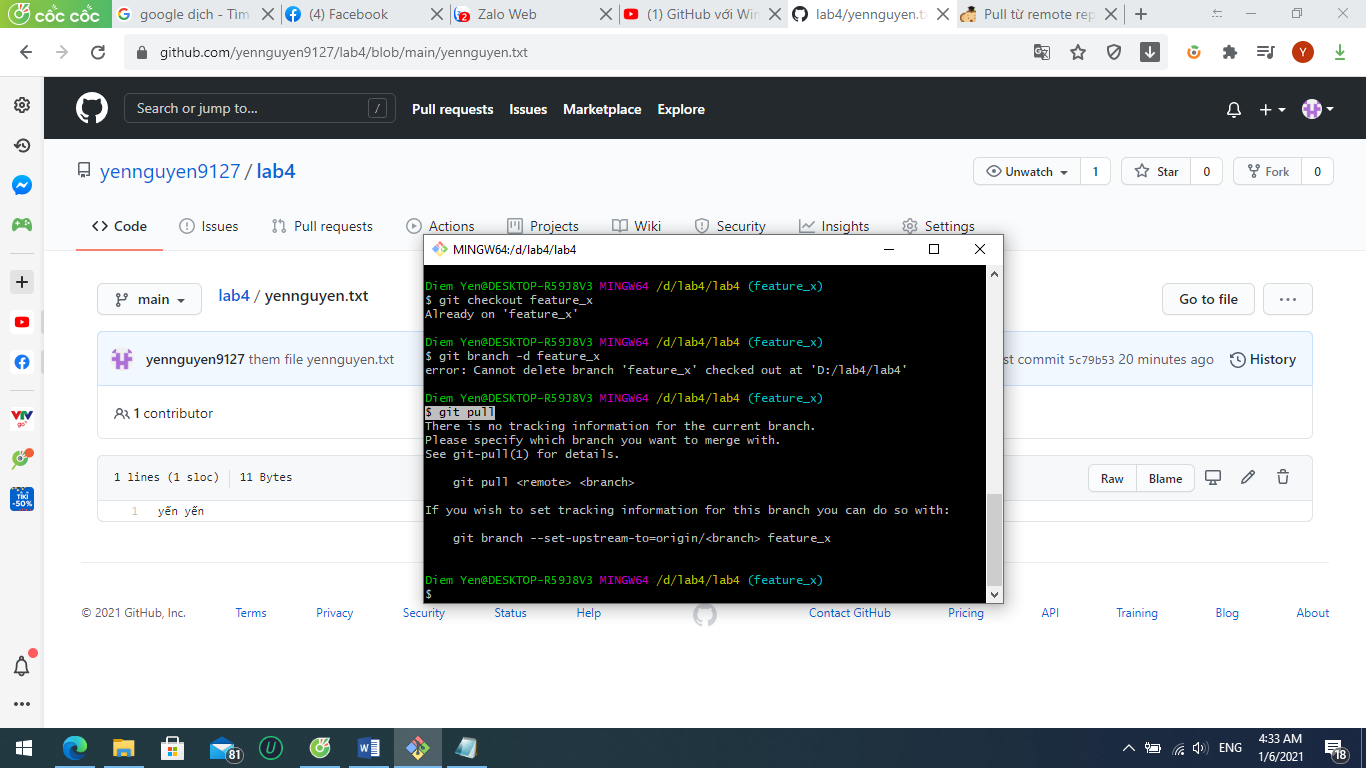 cốc cốc
google dịch - Tìm
(4) Facebook
2
Zalo Web
(1) GitHub với Win
lab4/yennguyen.tx
Pull từ remote rep
github.com/yennguyen9127/lab4/blob/main/yennguyen.txt
Y
Search or jump to...
/
Pull requests
Issues
Marketplace
Explore
yennguyen9127 / lab4
Unwatch
1
Star
0
Fork
0
Code
Issues
Pull requests
Actions
Projects
Wiki
Security
Insights
Settings
main
lab4 / yennguyen.txt
Go to file
yennguyen9127 them file yennguyen.txt
st commit 5c79b53 20 minutes ago
History
1 contributor
1 lines (1 sloc)
11 Bytes
Raw
Blame
1
yến yến
MINGW64:/d/lab4/lab4
Diem Yen@DESKTOP-R59J8V3 MINGW64 /d/lab4/lab4 (feature_x)
$ git checkout feature_x
Already on 'feature_x'
Diem Yen@DESKTOP-R59J8V3 MINGW64 /d/lab4/lab4 (feature_x)
$ git branch -d feature_x
error: Cannot delete branch 'feature_x' checked out at 'D:/lab4/lab4'
Diem Yen@DESKTOP-R59J8V3 MINGW64 /d/lab4/lab4 (feature_x)
$ git pull
There is no tracking information for the current branch.
Please specify which branch you want to merge with.
See git-pull(1) for details.
git pull <remote> <branch>
If you wish to set tracking information for this branch you can do so with:
git branch --set-upstream-to=origin/<branch> feature_x
Diem Yen@DESKTOP-R59J8V3 MINGW64 /d/lab4/lab4 (feature_x)
$
© 2021 GitHub, Inc.
Terms
Privacy
Security
Status
Help
Contact GitHub
Pricing
API
Training
Blog
About
VTV
go
TIKI
-50%
81
ENG
4:33 AM
1/6/2021
18